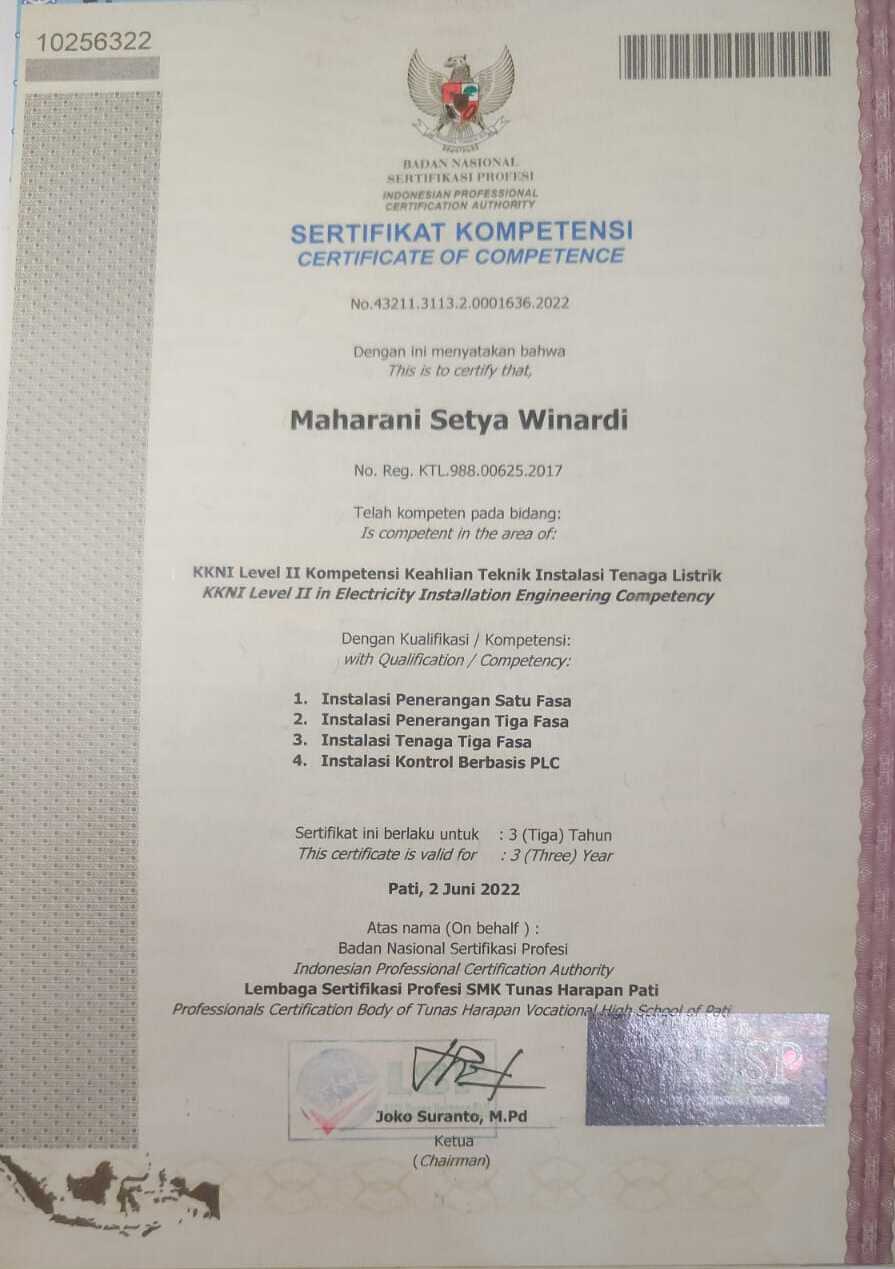 10256322
BADAN NASIONAL
SERTIFIKASI PROFESI
INDONESIAN PROFESSIONAL
CERTIFICATION AUTHORITY
SERTIFIKAT KOMPETENSI
CERTIFICATE OF COMPETENCE
No.43211.3113.2.0001636.2022
Dengan ini menyatakan bahwa
This is to certify that,
Maharani Setya Winardi
No. Reg. KTL.988.00625.2017
Telah kompeten pada bidang:
Is competent in the area of:
KKNI Level II Kompetensi Keahlian Teknik Instalasi Tenaga Listrik
KKNI Level II in Electricity Installation Engineering Competency
Dengan Kualifikasi / Kompetensi:
with Qualification / Competency:
1. Instalasi Penerangan Satu Fasa
2. Instalasi Penerangan Tiga Fasa
3. Instalasi Tenaga Tiga Fasa
4. Instalasi Kontrol Berbasis PLC
Sertifikat ini berlaku untuk : 3 (Tiga) Tahun
This certificate is valid for : 3 (Three) Year
Pati, 2 Juni 2022
Atas nama (On behalf ) :
Badan Nasional Sertifikasi Profesi
Indonesian Professional Certification Authority
Lembaga Sertifikasi Profesi SMK Tunas Harapan Pati
Professionals Certification Body of Tunas Harapan Vocational High School of Pati
Joko Suranto, M.Pd
Ketua
(Chairman)